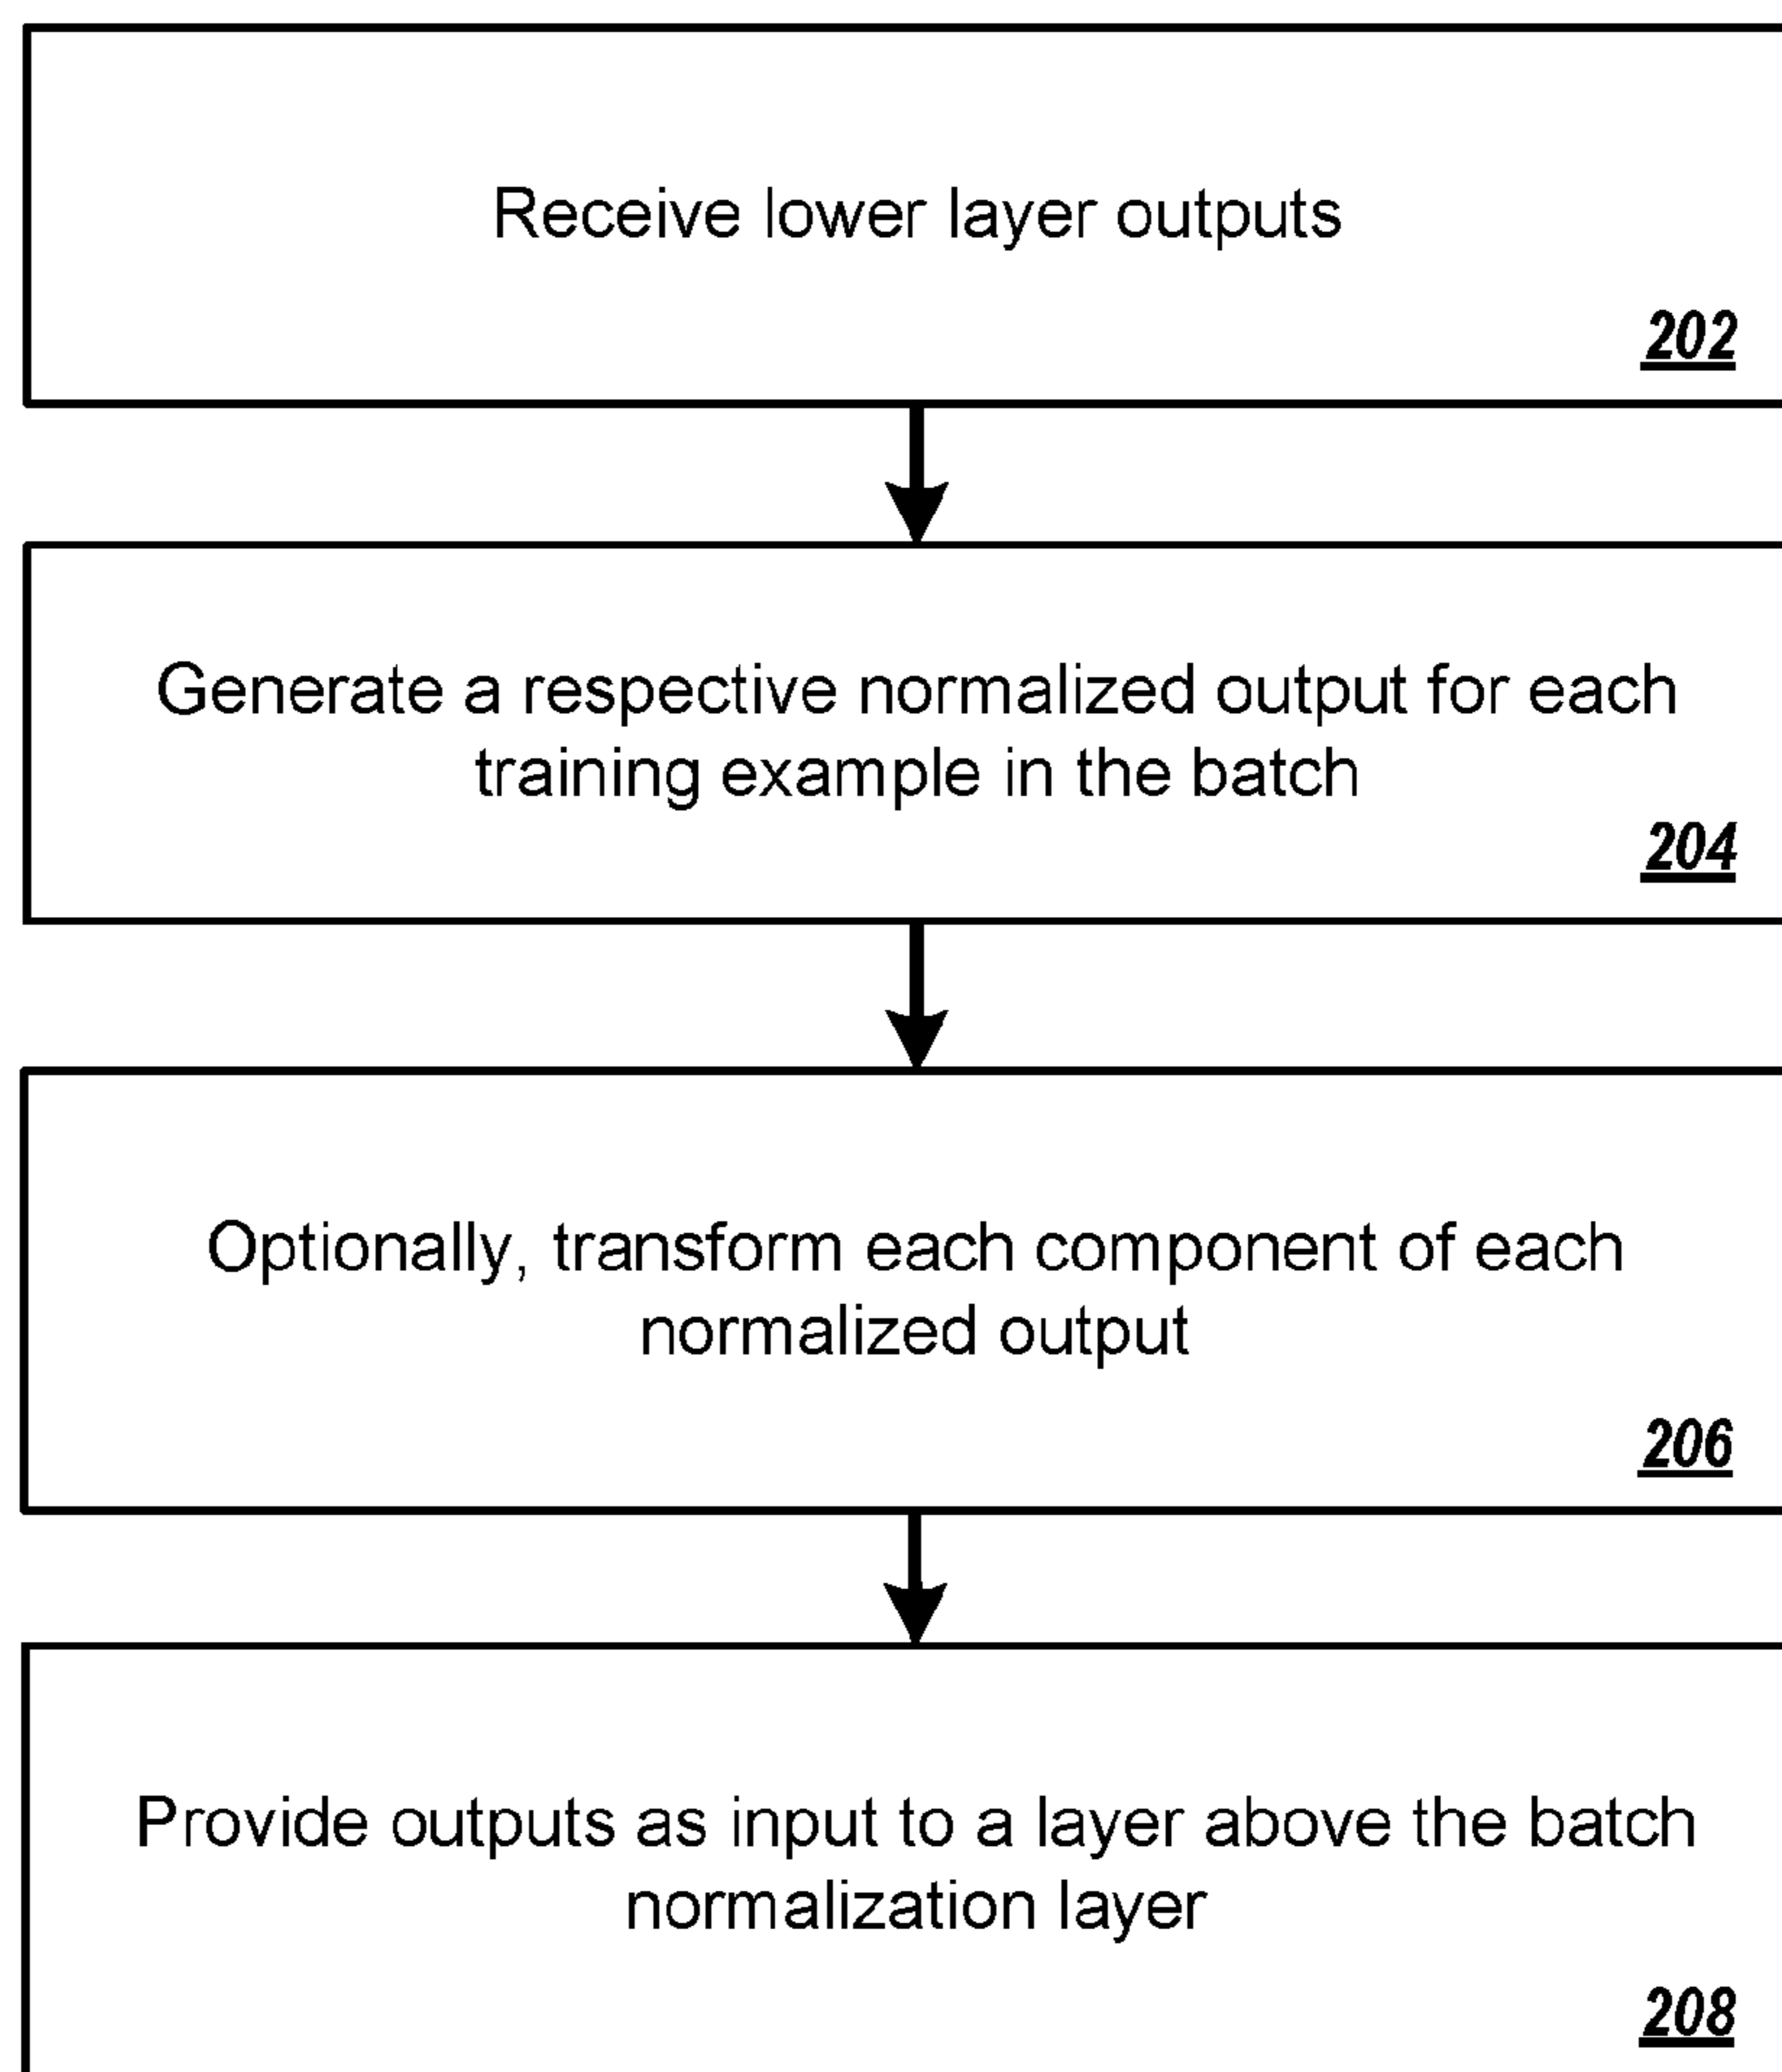 Receive lower layer outputs
202
Generate a respective normalized output for each
training example in the batch
204
Optionally, transform each component of each
normalized output
206
Provide outputs as input to a layer above the batch
normalization layer
208